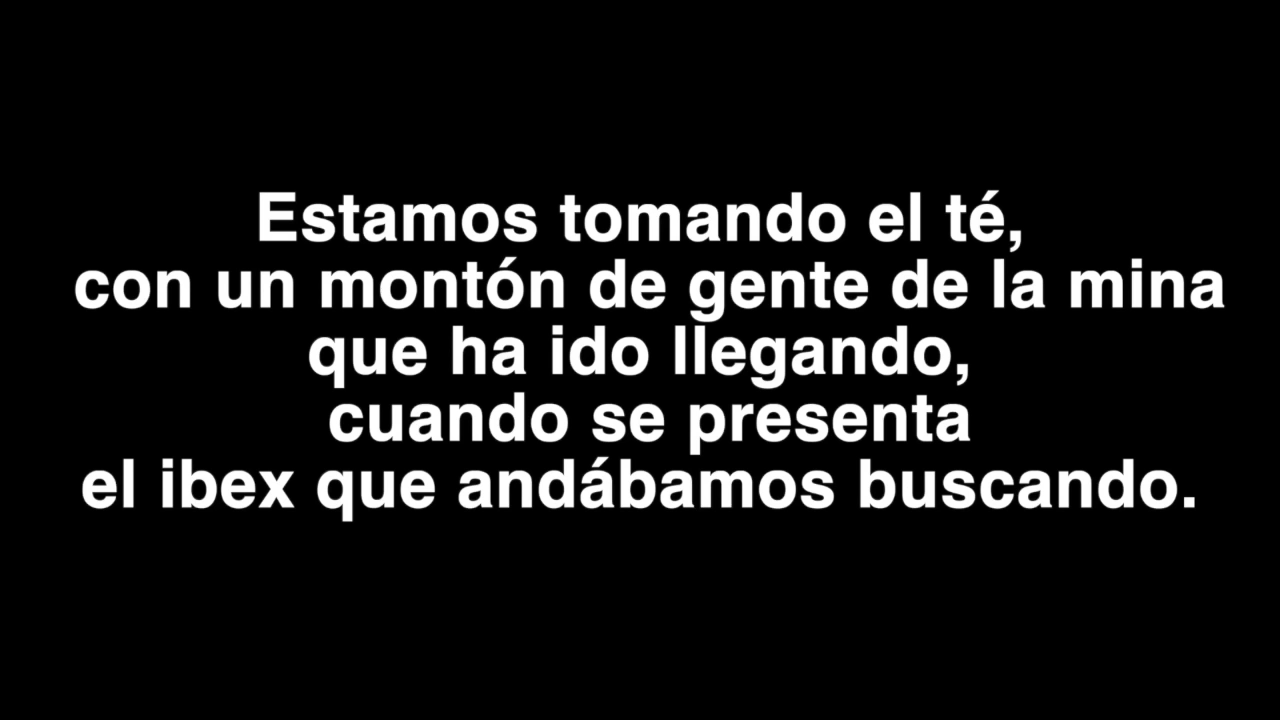 Estamos tomando el té,
con un montón de gente de la mina
que ha ido llegando,
cuando se presenta
el ibex que andábamos buscando.